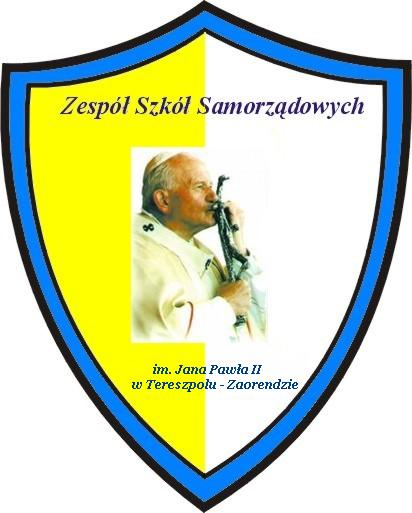 Zespół Szkół Samorządowych
im. Jana Pawła II
w Tereszpolu - Zaorendzie